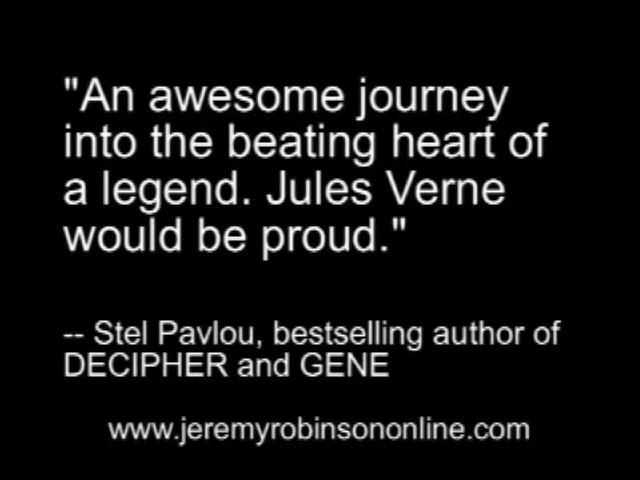 "An awesome journey
into the beating heart of
a legend. Jules Verne
would be proud."
-- Stel Pavlou, bestselling author of
DECIPHER and GENE
www.jeremyrobinsononline.com